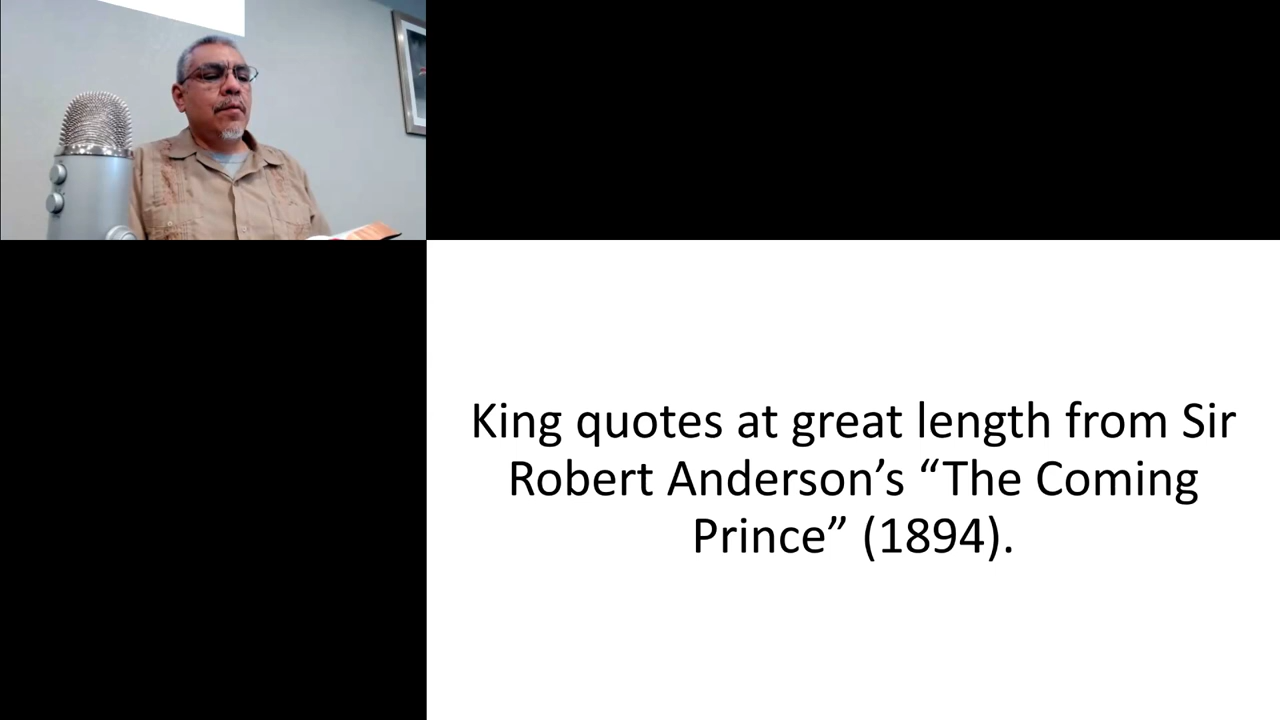 King quotes at great length from Sir
Robert Anderson’s “The Coming
Prince” (1894).